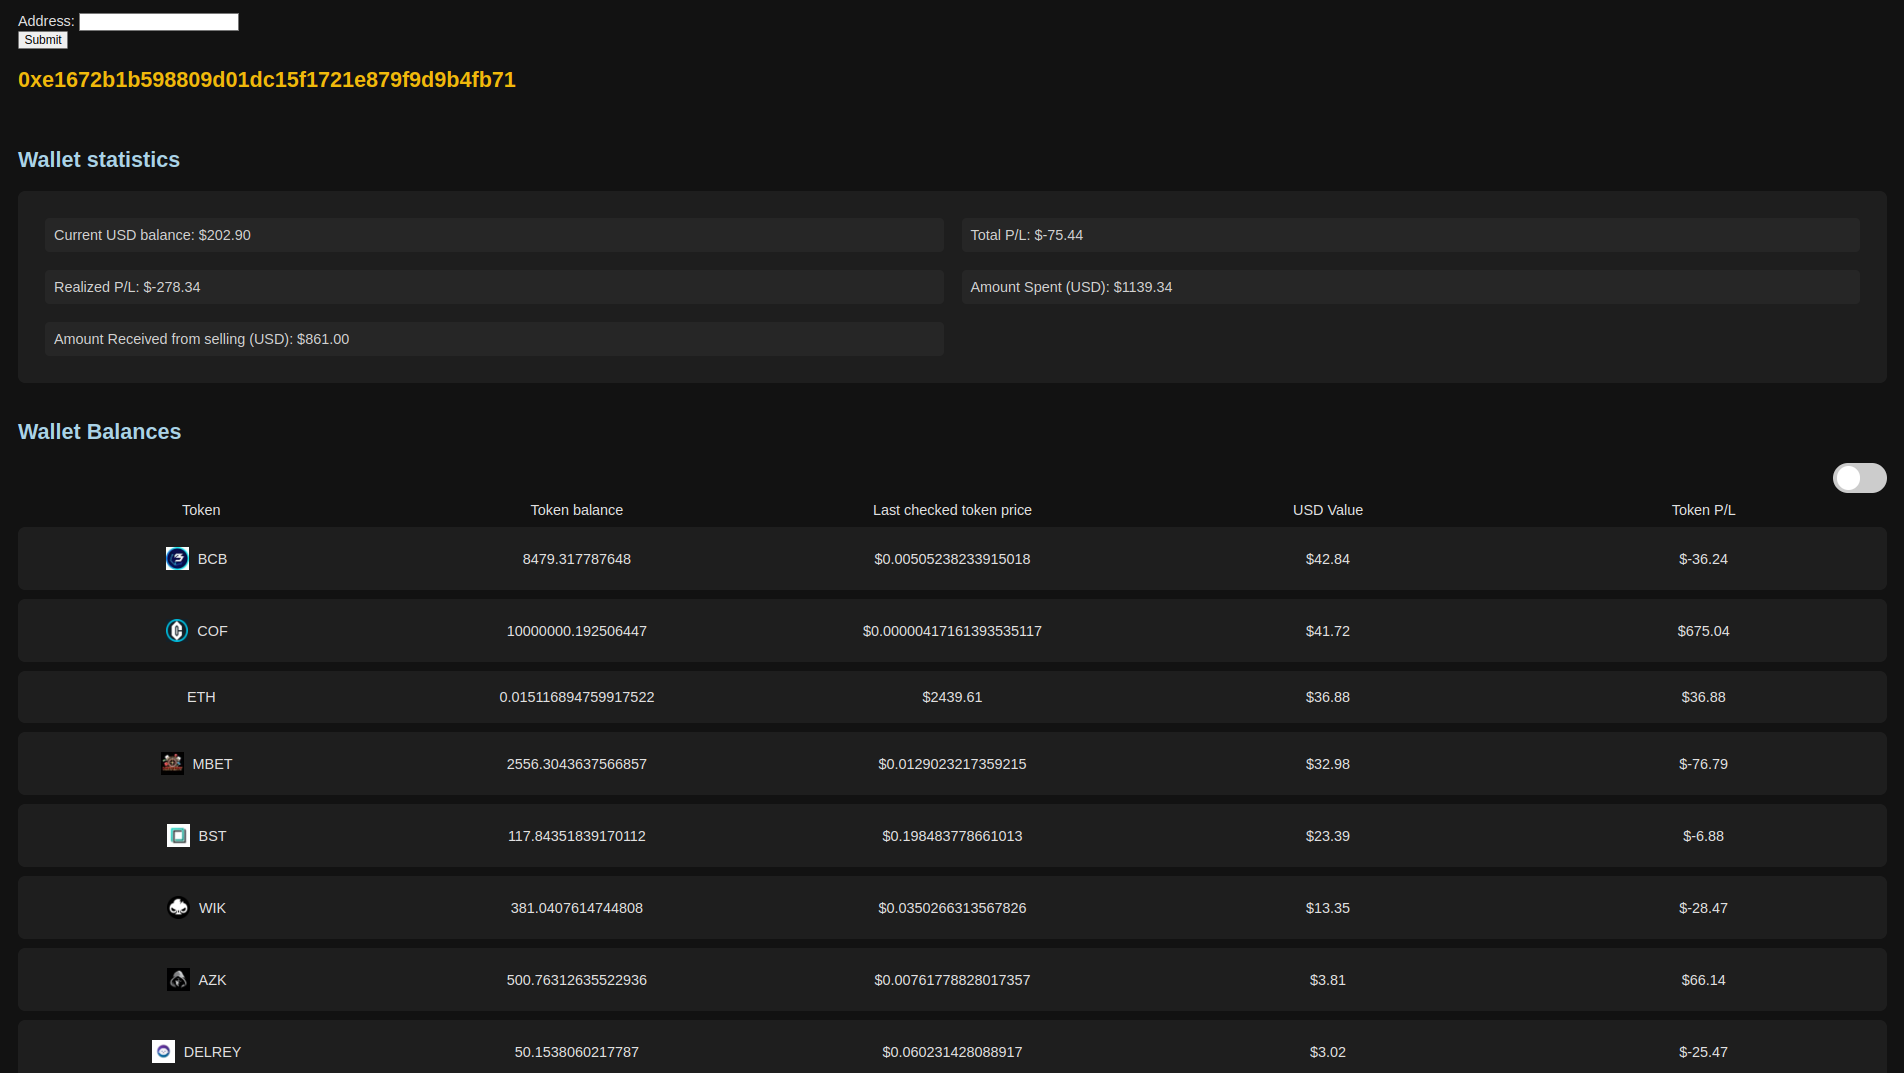 Address:
Submit
0xe1672b1b598809d01dc15f1721e879f9d9b4fb71
Wallet statistics
Current USD balance: $202.90 Total P/L: $-75.44
Realized P/L: $-278.34 Amount Spent (USD): $1139.34
Amount Received from selling (USD): $861.00
Wallet Balances
Token Token balance Last checked token price USD Value Token P/L
BCB 8479.317787648 $0.00505238233915018 $42.84 $-36.24
COF 10000000.192506447 $0.00000417161393535117 $41.72 $675.04
ETH 0.015116894759917522 $2439.61 $36.88 $36.88
MBET 2556.3043637566857 $0.0129023217359215 $32.98 $-76.79
BST 117.84351839170112 $0.198483778661013 $23.39 $-6.88
WIK 381.0407614744808 $0.0350266313567826 $13.35 $-28.47
AZK 500.76312635522936 $0.00761778828017357 $3.81 $66.14
DELREY 50.1538060217787 $0.060231428088917 $3.02 $-25.47